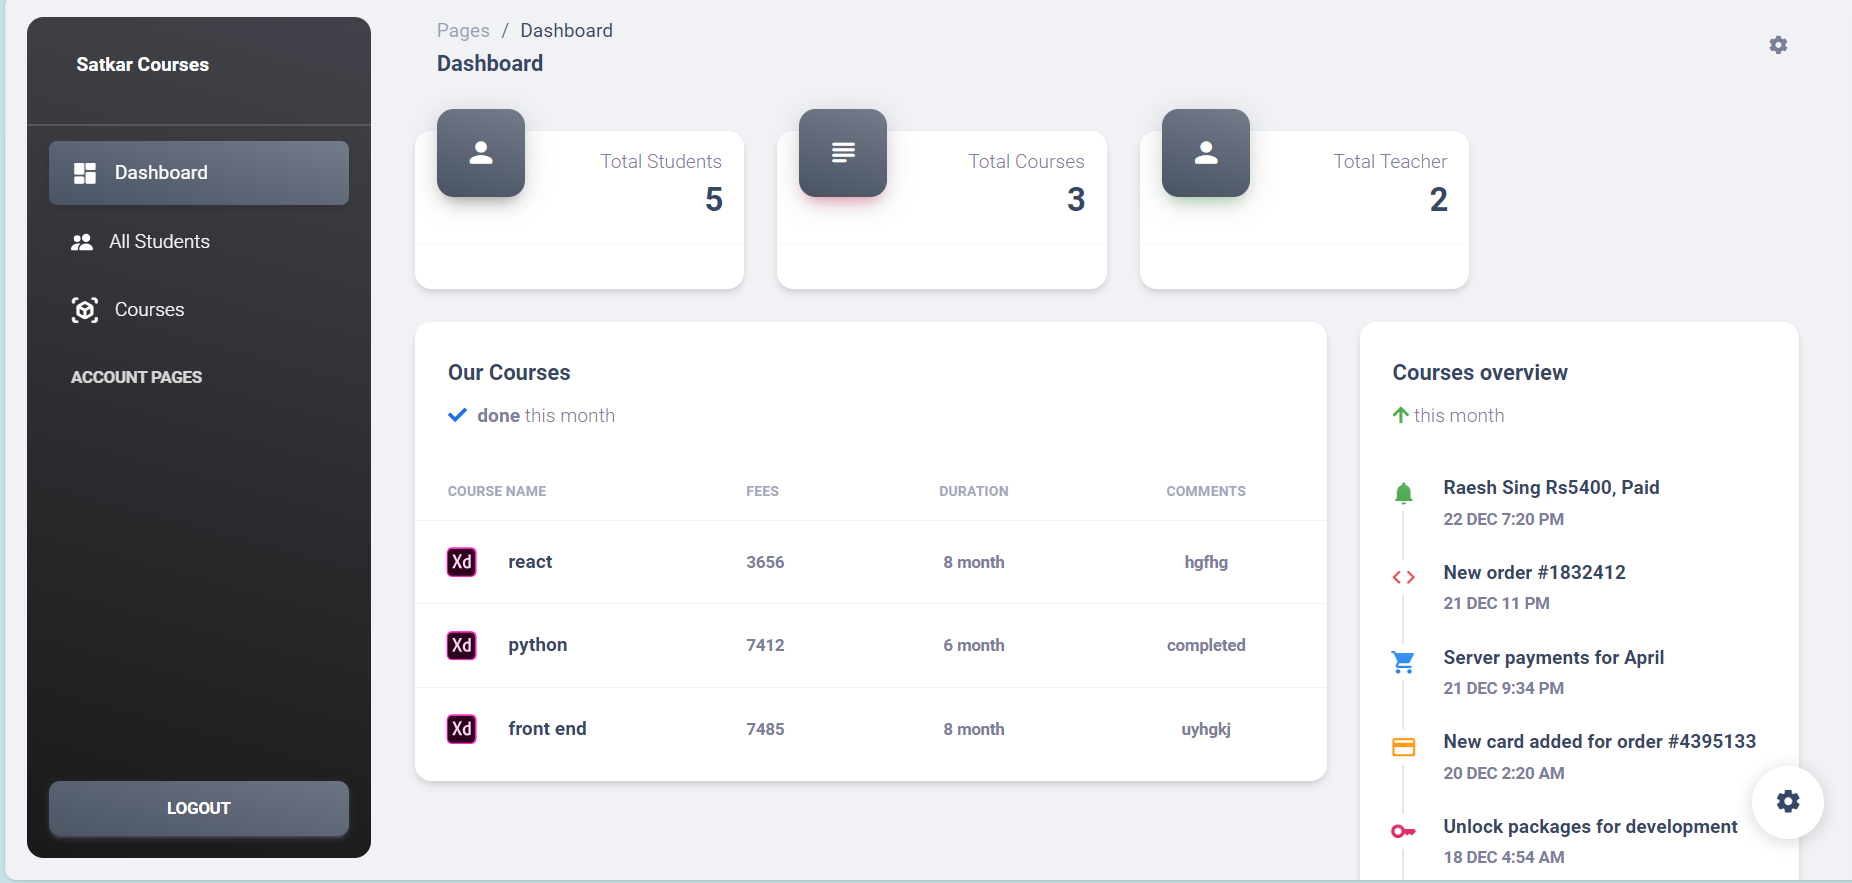 Satkar Courses
Dashboard
All Students
Courses
ACCOUNT PAGES
LOGOUT
Pages / Dashboard
Dashboard
Total Students
5
Total Courses
3
Total Teacher
2
Our Courses
done this month
COURSE NAME FEES DURATION COMMENTS
Xd react 3656 8 month hgfhg
Xd python 7412 6 month completed
Xd front end 7485 8 month uyhgkj
Courses overview
this month
Raesh Sing Rs5400, Paid
22 DEC 7:20 PM
New order #1832412
21 DEC 11 PM
Server payments for April
21 DEC 9:34 PM
New card added for order #4395133
20 DEC 2:20 AM
Unlock packages for development
18 DEC 4:54 AM